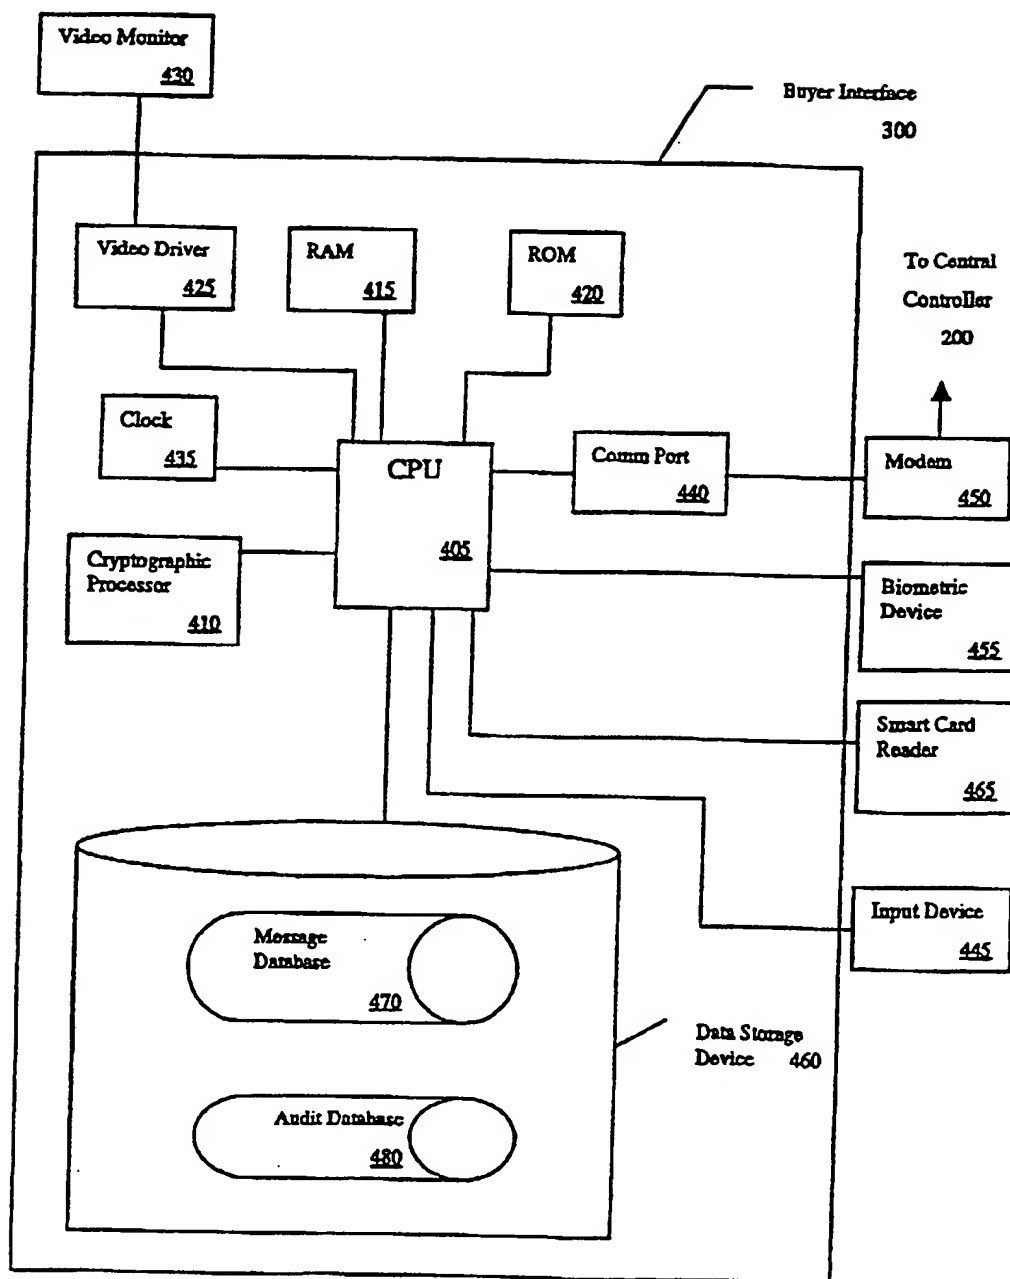 Video Monitor
430
Buyer Interface
300
Video Driver
425
RAM
415
ROM
420
To Central
Controller
200
Clock
435
CPU
405
Comm Port
440
Modem
450
Cryptographic
Processor
410
Biometric
Device
455
Smart Card
Reader
465
Input Device
445
Message
Database
470
Data Storage
Device 460
Audit Database
480